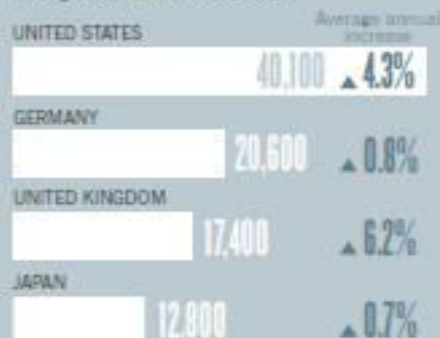 Average annual
increase
UNITED STATES
40,100 ▲ 4.3%
GERMANY
20,600 ▲ 0.8%
UNITED KINGDOM
17,400 ▲ 6.2%
JAPAN
12,800 ▲ 0.7%